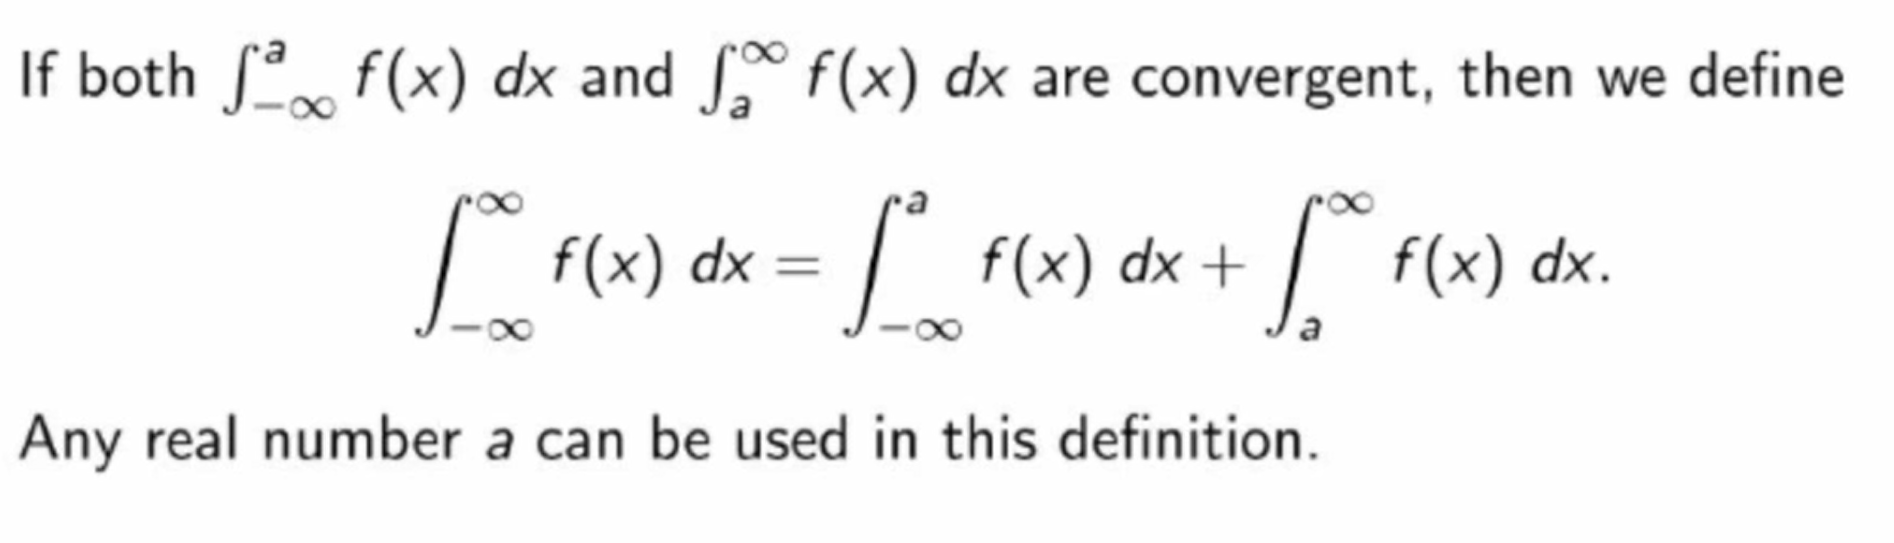 If both $\int_{-\infty}^{a} f(x)\ dx$ and $\int_{a}^{\infty} f(x)\ dx$ are convergent, then we define
$\int_{-\infty}^{\infty} f(x)\ dx = \int_{-\infty}^{a} f(x)\ dx + \int_{a}^{\infty} f(x)\ dx.$
Any real number a can be used in this definition.